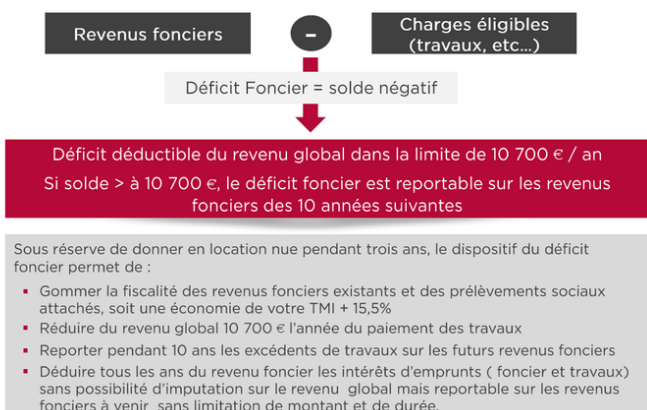 Revenus fonciers
-
Charges éligibles
(travaux, etc...)
Déficit Foncier = solde négatif
Déficit déductible du revenu global dans la limite de 10 700 € / an
Si solde > à 10 700 €, le déficit foncier est reportable sur les revenus
fonciers des 10 années suivantes
Sous réserve de donner en location nue pendant trois ans, le dispositif du déficit
foncier permet de :
▪ Gommer la fiscalité des revenus fonciers existants et des prélèvements sociaux
attachés, soit une économie de votre TMI + 15,5%
▪ Réduire du revenu global 10 700 € l'année du paiement des travaux
▪ Reporter pendant 10 ans les excédents de travaux sur les futurs revenus fonciers
▪ Déduire tous les ans du revenu foncier les intérêts d'emprunts ( foncier et travaux)
sans possibilité d'imputation sur le revenu global mais reportable sur les revenus
fonciers à venir sans limitation de montant et de durée.